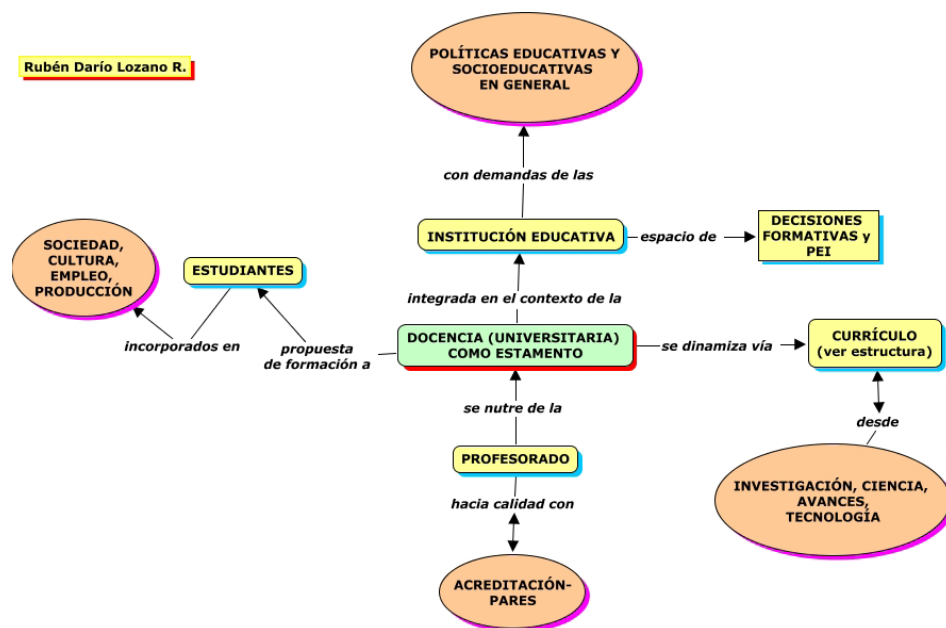 POLÍTICAS EDUCATIVAS Y
SOCIOEDUCATIVAS
EN GENERAL
Rubén Darío Lozano R.
con demandas de las
SOCIEDAD,
CULTURA,
EMPLEO,
PRODUCCIÓN
ESTUDIANTES
INSTITUCIÓN EDUCATIVA
espacio de
DECISIONES
FORMATIVAS y
PEI
integrada en el contexto de la
incorporados en
propuesta
de formación a
DOCENCIA (UNIVERSITARIA)
COMO ESTAMENTO
se dinamiza vía
CURRÍCULO
(ver estructura)
se nutre de la
desde
PROFESORADO
INVESTIGACIÓN, CIENCIA,
AVANCES,
TECNOLOGÍA
hacia calidad con
ACREDITACIÓN-
PARES